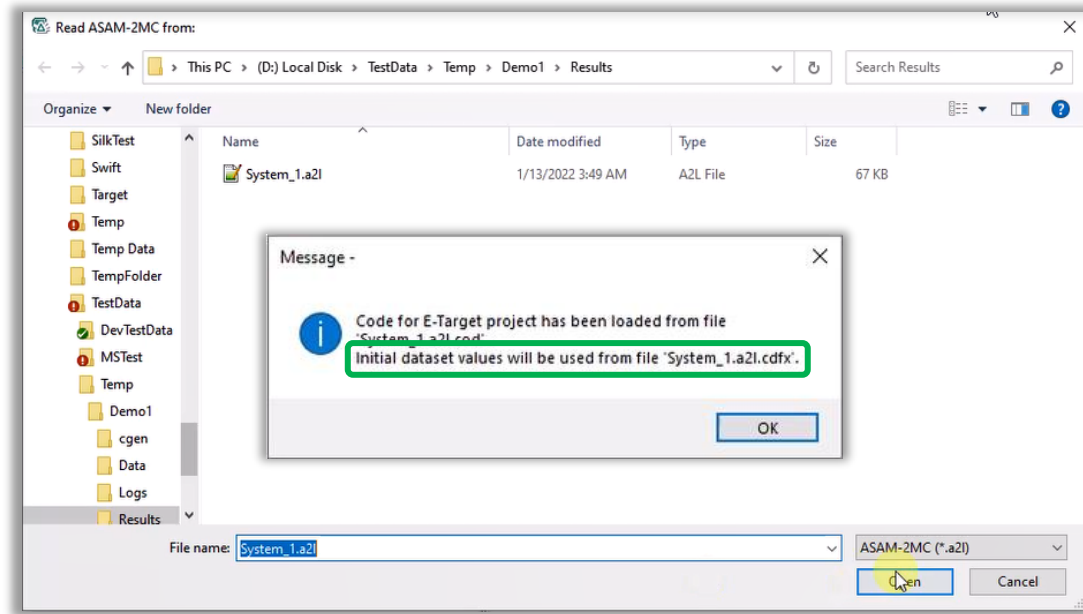 Read ASAM-2MC from:
This PC > (D:) Local Disk > TestData > Temp > Demo1 > Results
Search Results
Organize
New folder
SilkTest
Swift
Target
Temp
Temp Data
TempFolder
TestData
DevTestData
MSTest
Temp
Demo1
cgen
Data
Logs
Results
Name
Date modified
Type
Size
System_1.a2l
1/13/2022 3:49 AM
A2L File
67 KB
Message -
Code for E-Target project has been loaded from file
'System_1.a2l.cod'
Initial dataset values will be used from file 'System_1.a2l.cdfx'.
OK
File name:
System_1.a2l
ASAM-2MC (*.a2l)
Open
Cancel